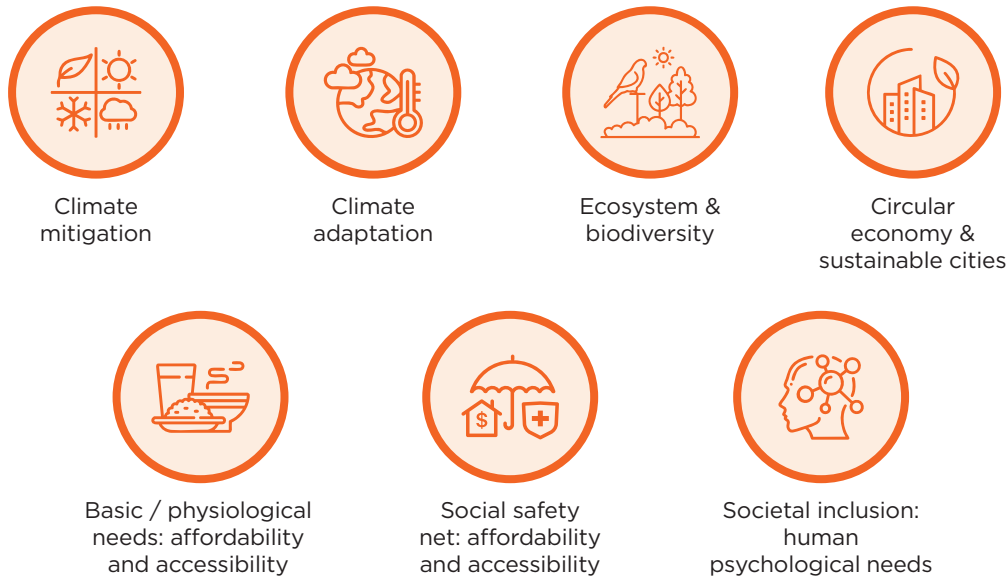 Climate
mitigation
Climate
adaptation
Ecosystem &
biodiversity
Circular
economy &
sustainable cities
$
Basic / physiological
needs: affordability
and accessibility
Social safety
net: affordability
and accessibility
Societal inclusion:
human
psychological needs